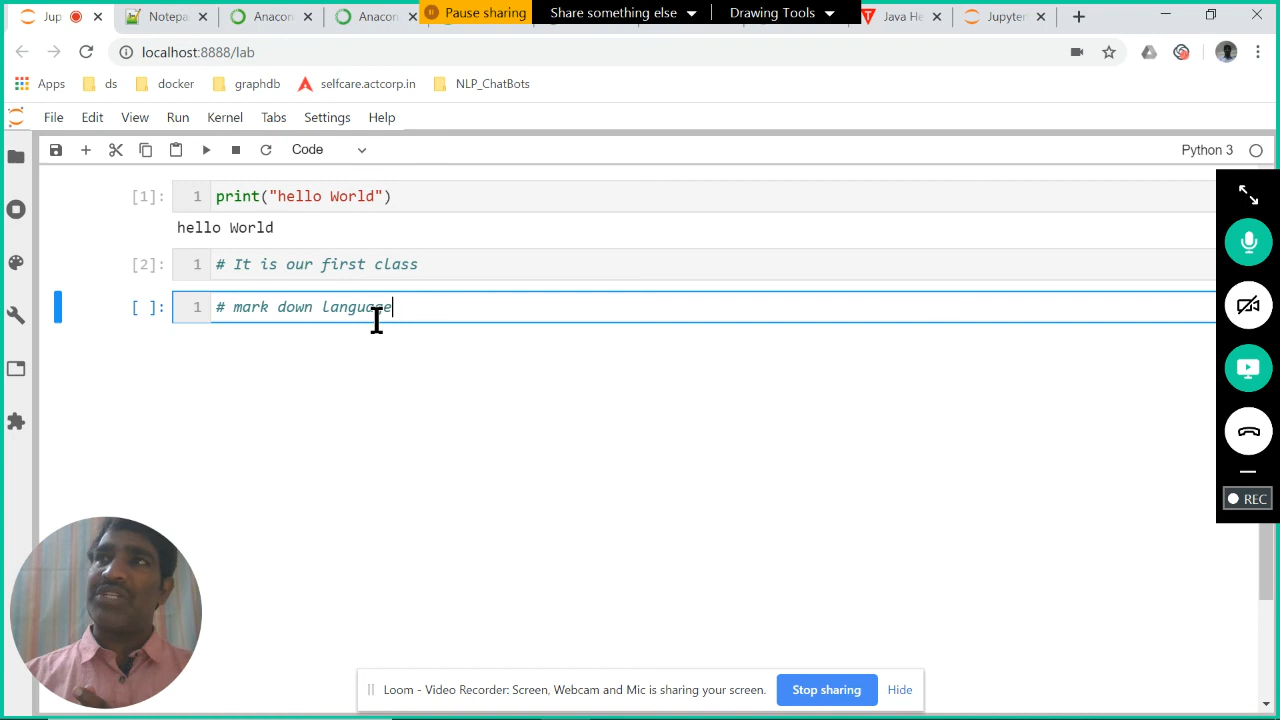 Jup
Notepa
Anacon
Anacon
Pause sharing
Share something else
Drawing Tools
Java He
Jupyter
localhost:8888/lab
Apps
ds
docker
graphdb
selfcare.actcorp.in
NLP_ChatBots
File Edit View Run Kernel Tabs Settings Help
Code
Python 3
[1]: 1 print("hello World")
hello World
[2]: 1 # It is our first class
[ ]: 1 # mark down language
REC
Loom - Video Recorder: Screen, Webcam and Mic is sharing your screen.
Stop sharing
Hide